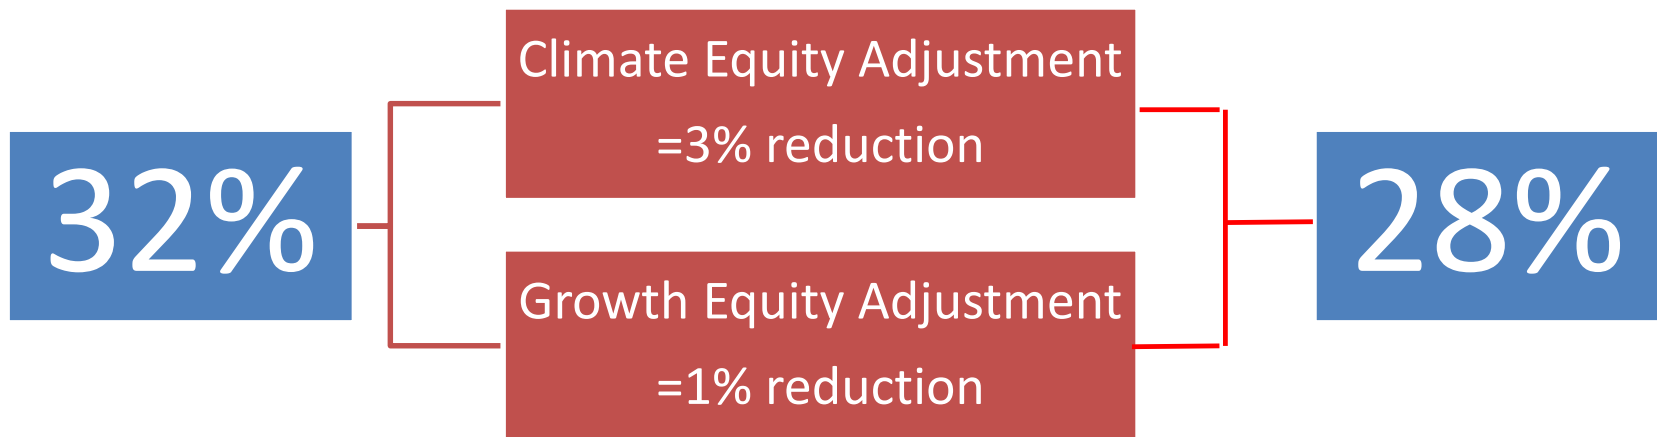 32%
Climate Equity Adjustment
=3% reduction
Growth Equity Adjustment
=1% reduction
28%